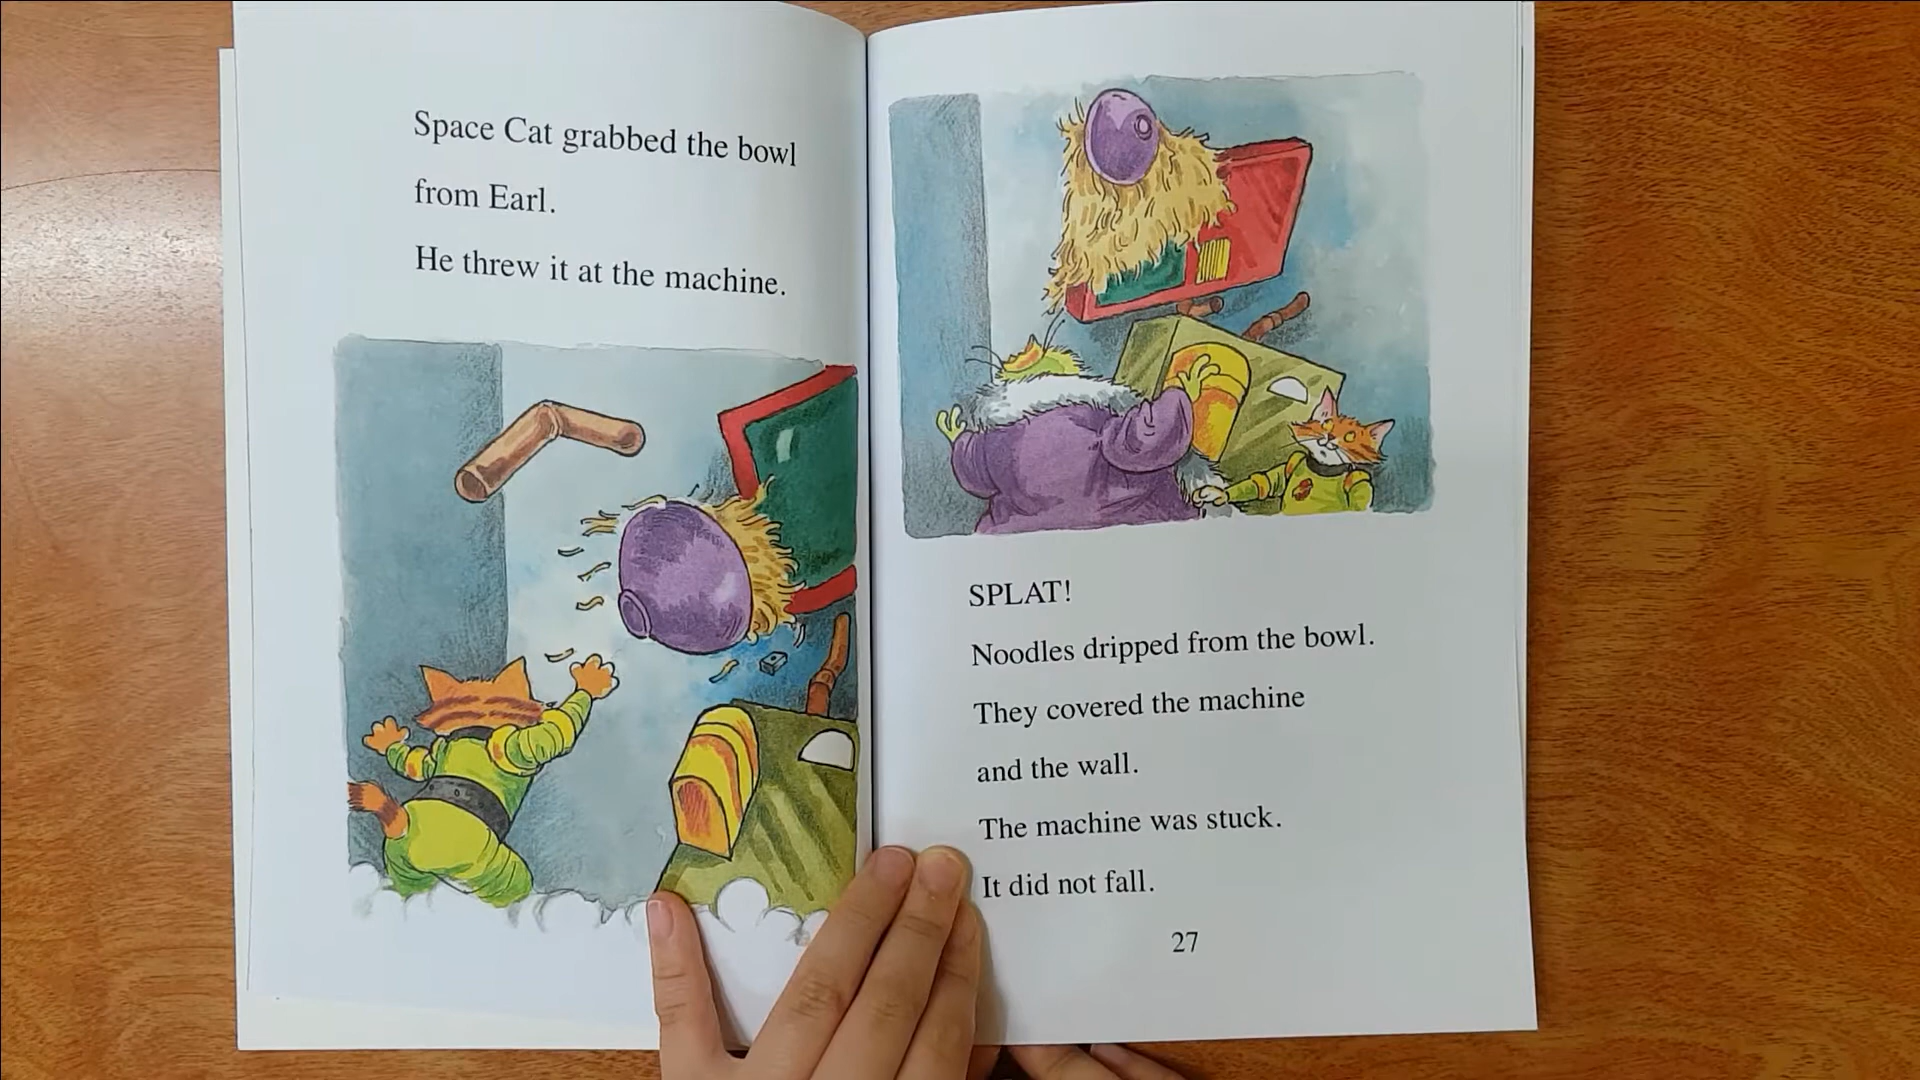 Space Cat grabbed the bowl
from Earl.
He threw it at the machine.
SPLAT!
Noodles dripped from the bowl.
They covered the machine
and the wall.
The machine was stuck.
It did not fall.
27